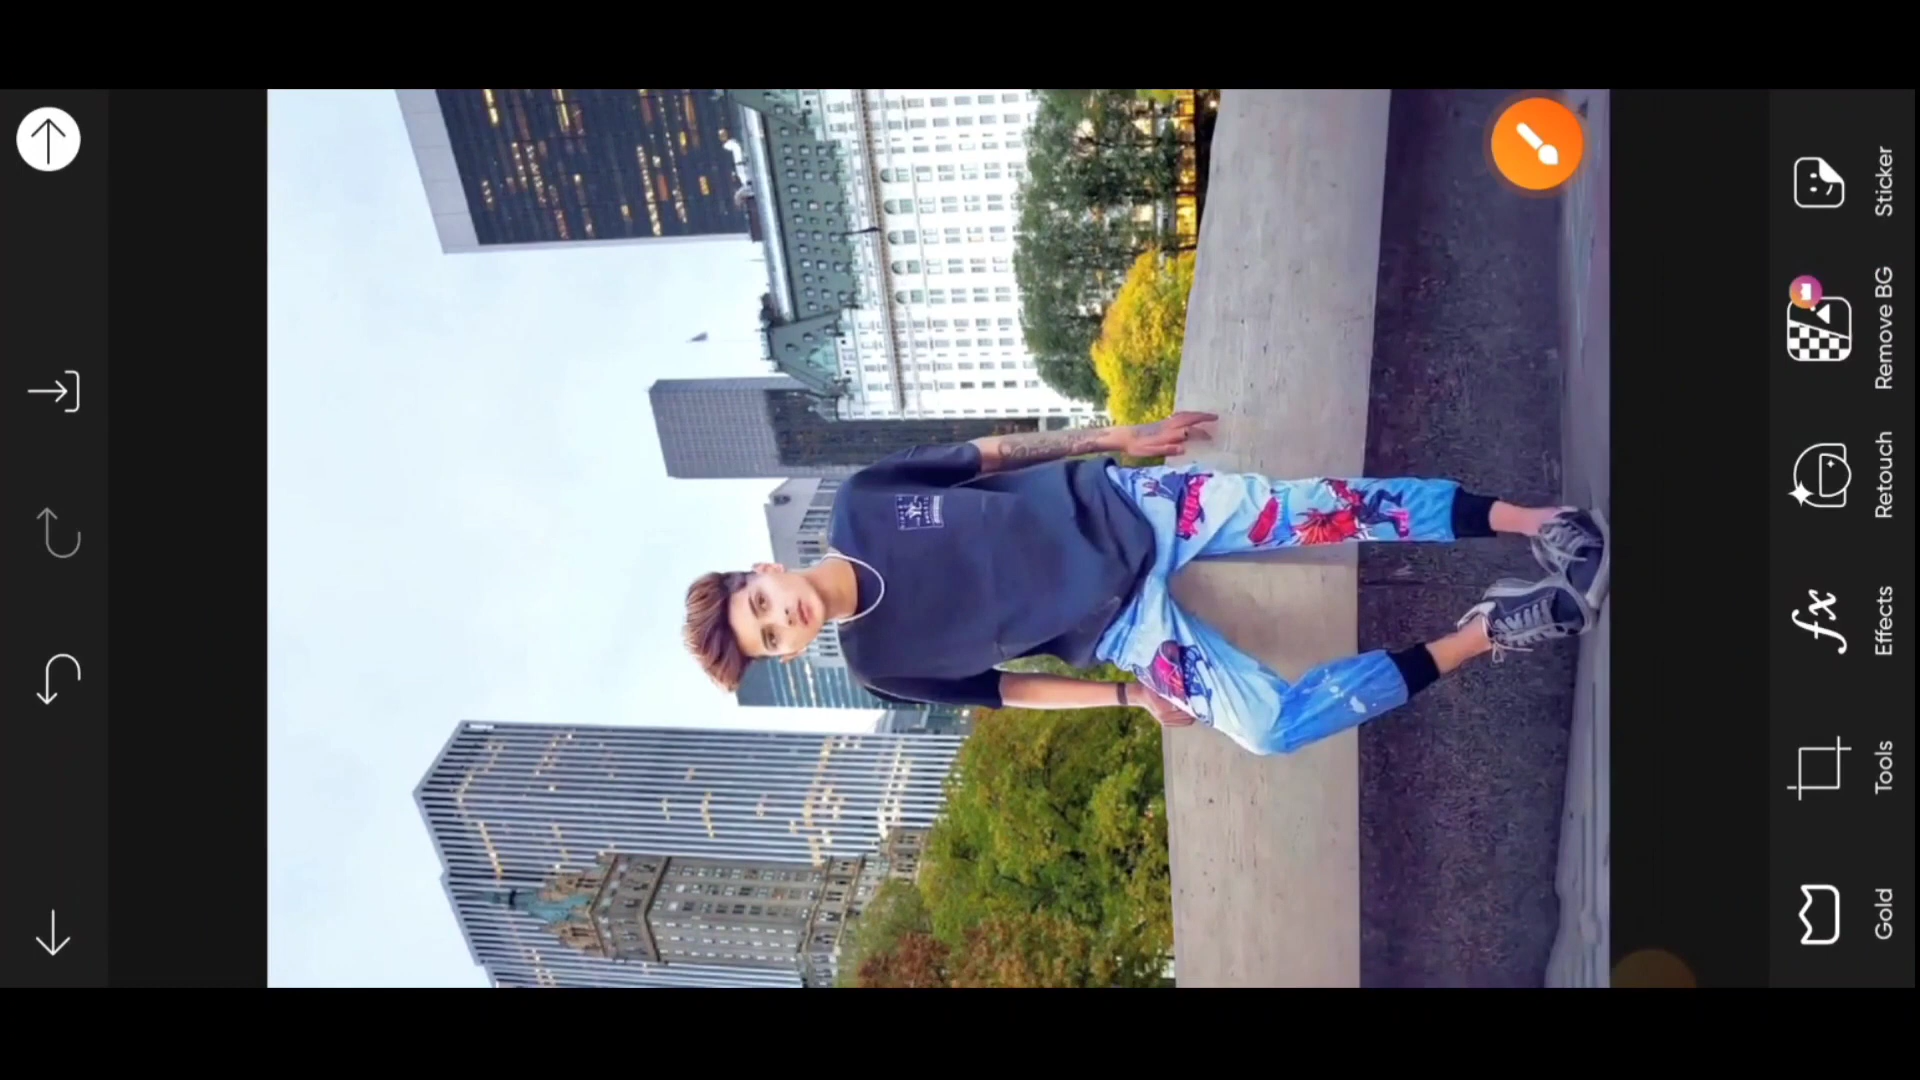 Gold
Tools
Effects
Retouch
Remove BG
Sticker